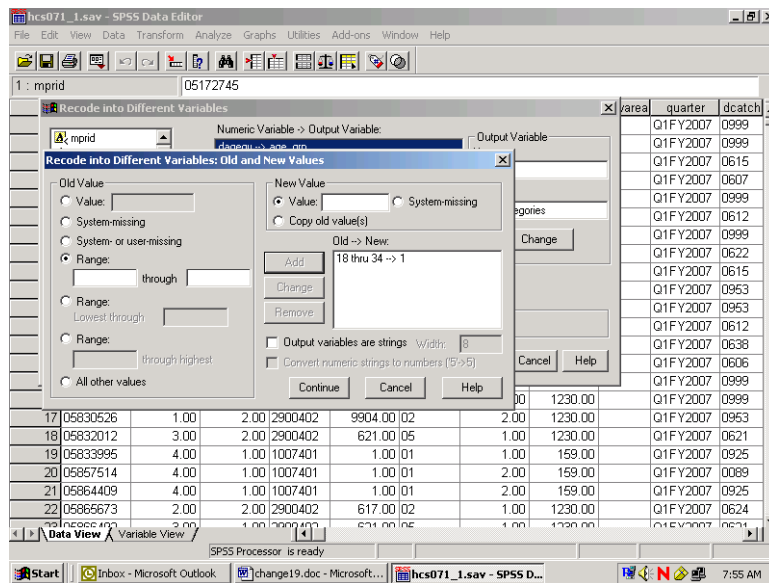 hcs071_1.sav - SPSS Data Editor
File Edit View Data Transform Analyze Graphs Utilities Add-ons Window Help
1 : mprid 05172745
Recode into Different Variables
mprid
Numeric Variable -> Output Variable:
Output Variable
egories
Change
Cancel Help
Recode into Different Variables: Old and New Values
Old Value
Value:
System-missing
System- or user-missing
Range:
through
Range:
Lowest through
Range:
through highest
All other values
New Value
Value: System-missing
Copy old value(s)
Old --> New:
Add
Change
Remove
18 thru 34 --> 1
Output variables are strings Width: 8
Convert numeric strings to numbers ('5'->5)
Continue Cancel Help
varea quarter dcatch
Q1FY2007 0999
Q1FY2007 0999
Q1FY2007 0615
Q1FY2007 0607
Q1FY2007 0999
Q1FY2007 0612
Q1FY2007 0999
Q1FY2007 0622
Q1FY2007 0615
Q1FY2007 0953
Q1FY2007 0953
Q1FY2007 0612
Q1FY2007 0638
Q1FY2007 0606
Q1FY2007 0999
00 1230.00 Q1FY2007 0999
17 05830526 1.00 2.00 2900402 9904.00 02 2.00 1230.00 Q1FY2007 0953
18 05832012 3.00 2.00 2900402 621.00 05 1.00 1230.00 Q1FY2007 0621
19 05833995 4.00 1.00 1007401 1.00 01 1.00 159.00 Q1FY2007 0925
20 05857514 4.00 1.00 1007401 1.00 01 2.00 159.00 Q1FY2007 0089
21 05864409 4.00 1.00 1007401 1.00 01 2.00 159.00 Q1FY2007 0925
22 05865673 2.00 2.00 2900402 617.00 02 1.00 1230.00 Q1FY2007 0624
Data View Variable View
SPSS Processor is ready
Start Inbox - Microsoft Outlook change19.doc - Microsoft... hcs071_1.sav - SPSS D... 7:55 AM